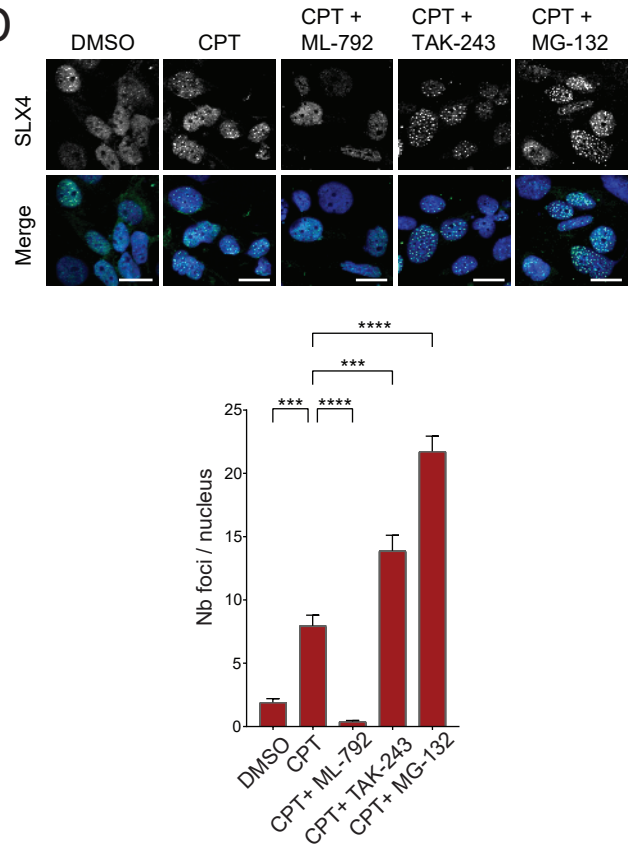 D
DMSO CPT CPT + ML-792 CPT + TAK-243 CPT + MG-132
SLX4
Merge
****
***
*** ****
Nb foci / nucleus
25
20
15
10
5
0
DMSO
CPT
CPT+ ML-792
CPT+ TAK-243
CPT+ MG-132